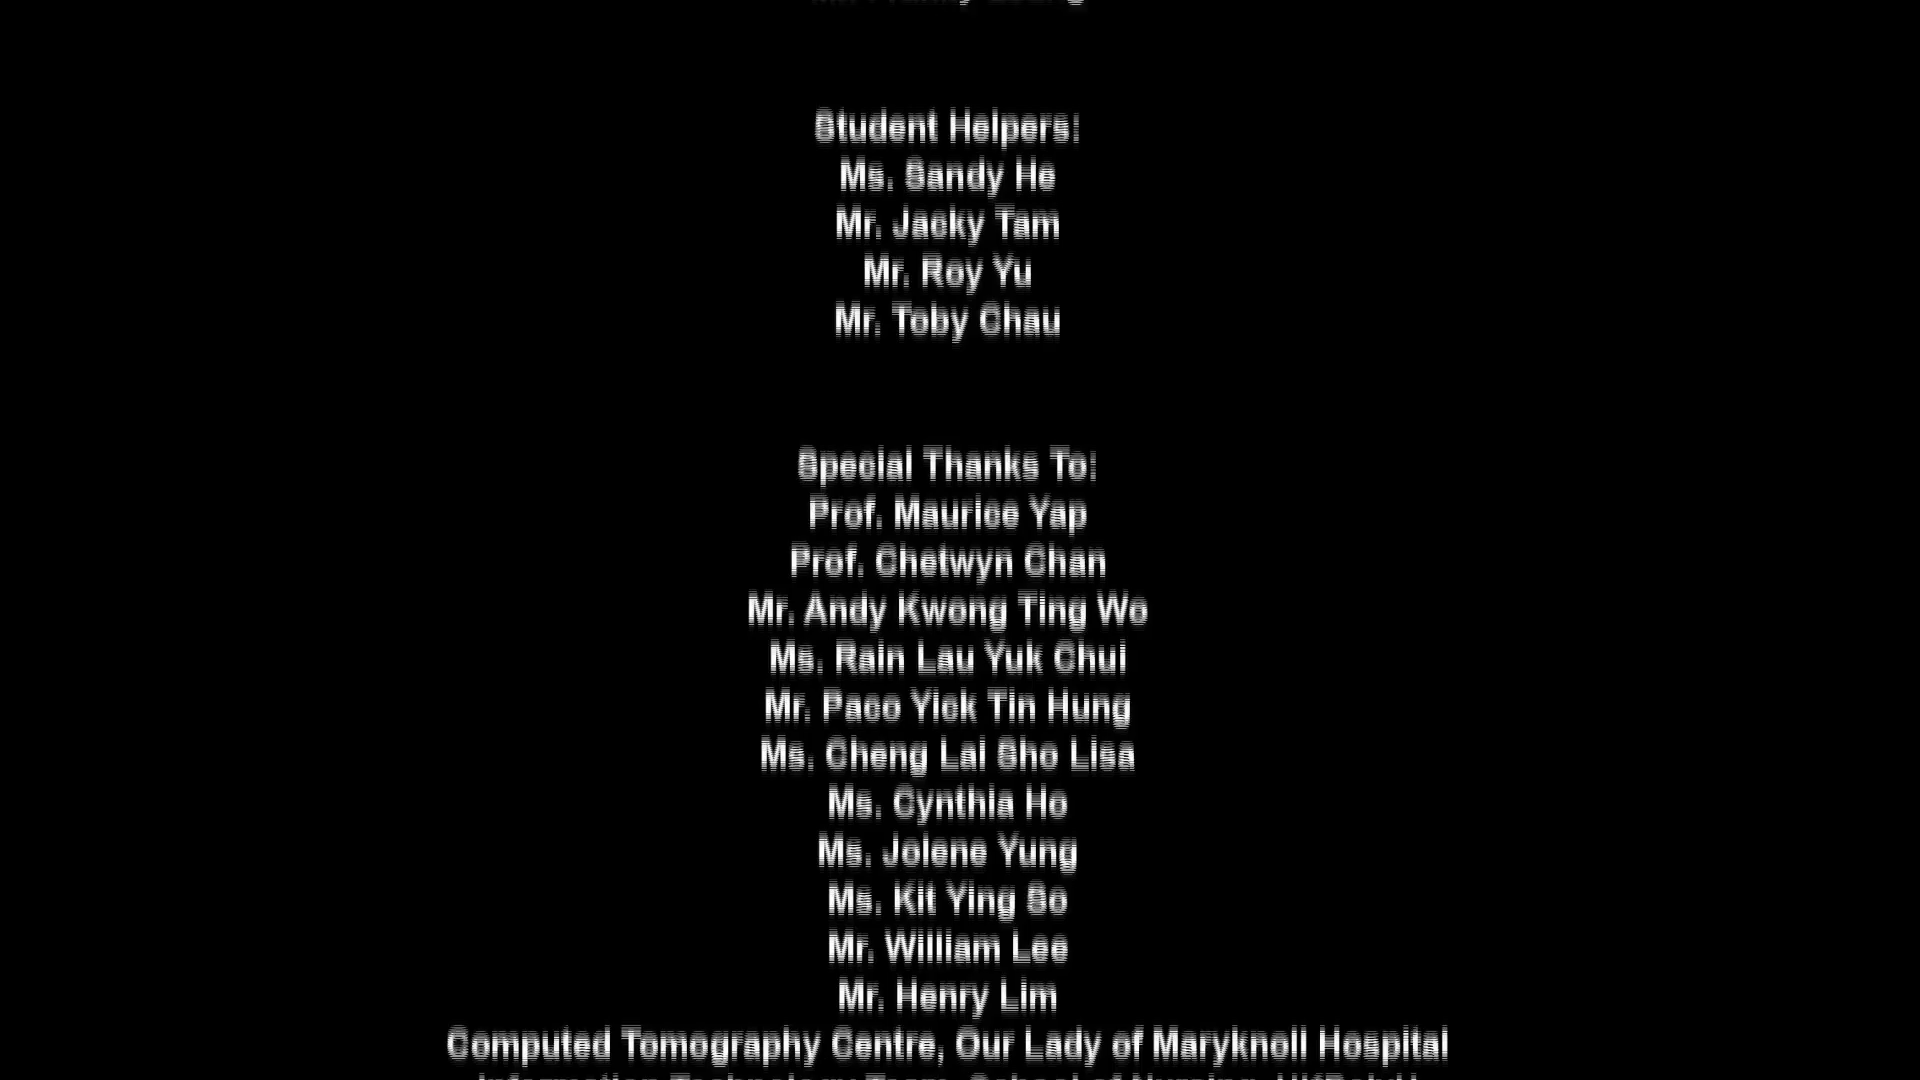 Student Helpers:
Ms. Sandy He
Mr. Jacky Tam
Mr. Roy Yu
Mr. Toby Chau
Special Thanks To:
Prof. Maurice Yap
Prof. Chetwyn Chan
Mr. Andy Kwong Ting Wo
Ms. Rain Lau Yuk Chui
Mr. Paco Yick Tin Hung
Ms. Cheng Lai Sho Lisa
Ms. Cynthia Ho
Ms. Jolene Yung
Ms. Kit Ying So
Mr. William Lee
Mr. Henry Lim
Computed Tomography Centre, Our Lady of Maryknoll Hospital